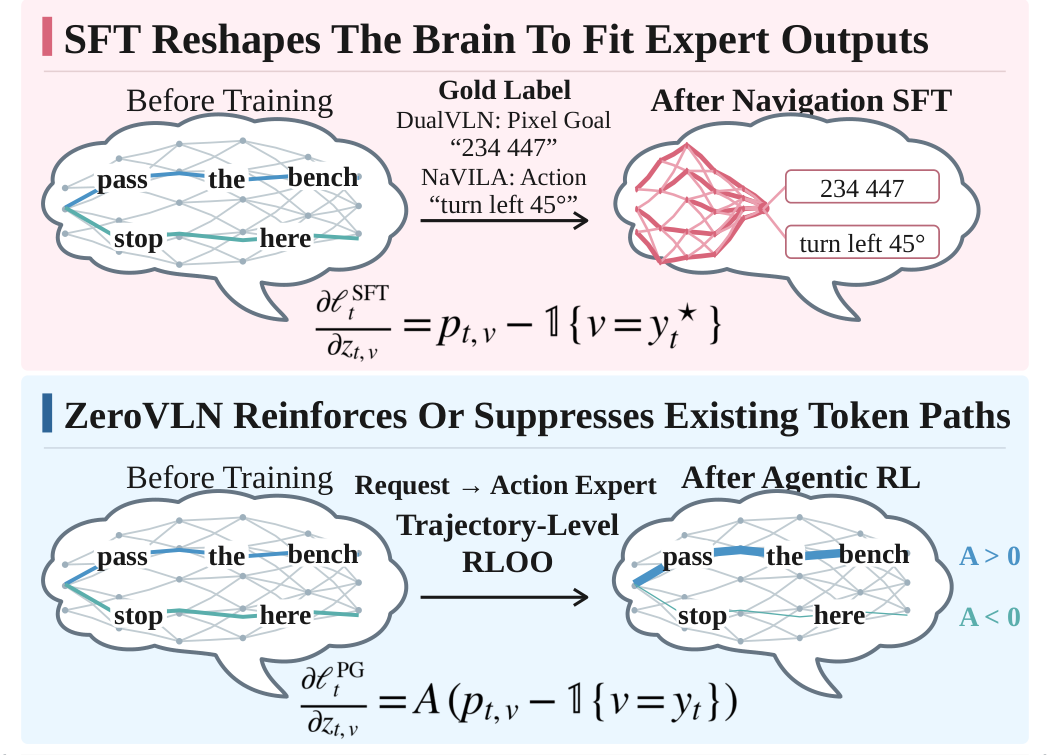 SFT Reshapes The Brain To Fit Expert Outputs
Before Training
Gold Label
DualVLN: Pixel Goal
“234 447”
NaVILA: Action
“turn left 45°”
After Navigation SFT
pass the bench
stop here
234 447
turn left 45°
∂ℓ_t^SFT / ∂z_{t,v} = p_{t,v} − 𝟙{v = y_t^★}
ZeroVLN Reinforces Or Suppresses Existing Token Paths
Before Training
Request → Action Expert
Trajectory-Level
RLOO
After Agentic RL
pass the bench
stop here
pass the bench
stop here
A > 0
A < 0
∂ℓ_t^PG / ∂z_{t,v} = A(p_{t,v} − 𝟙{v = y_t})